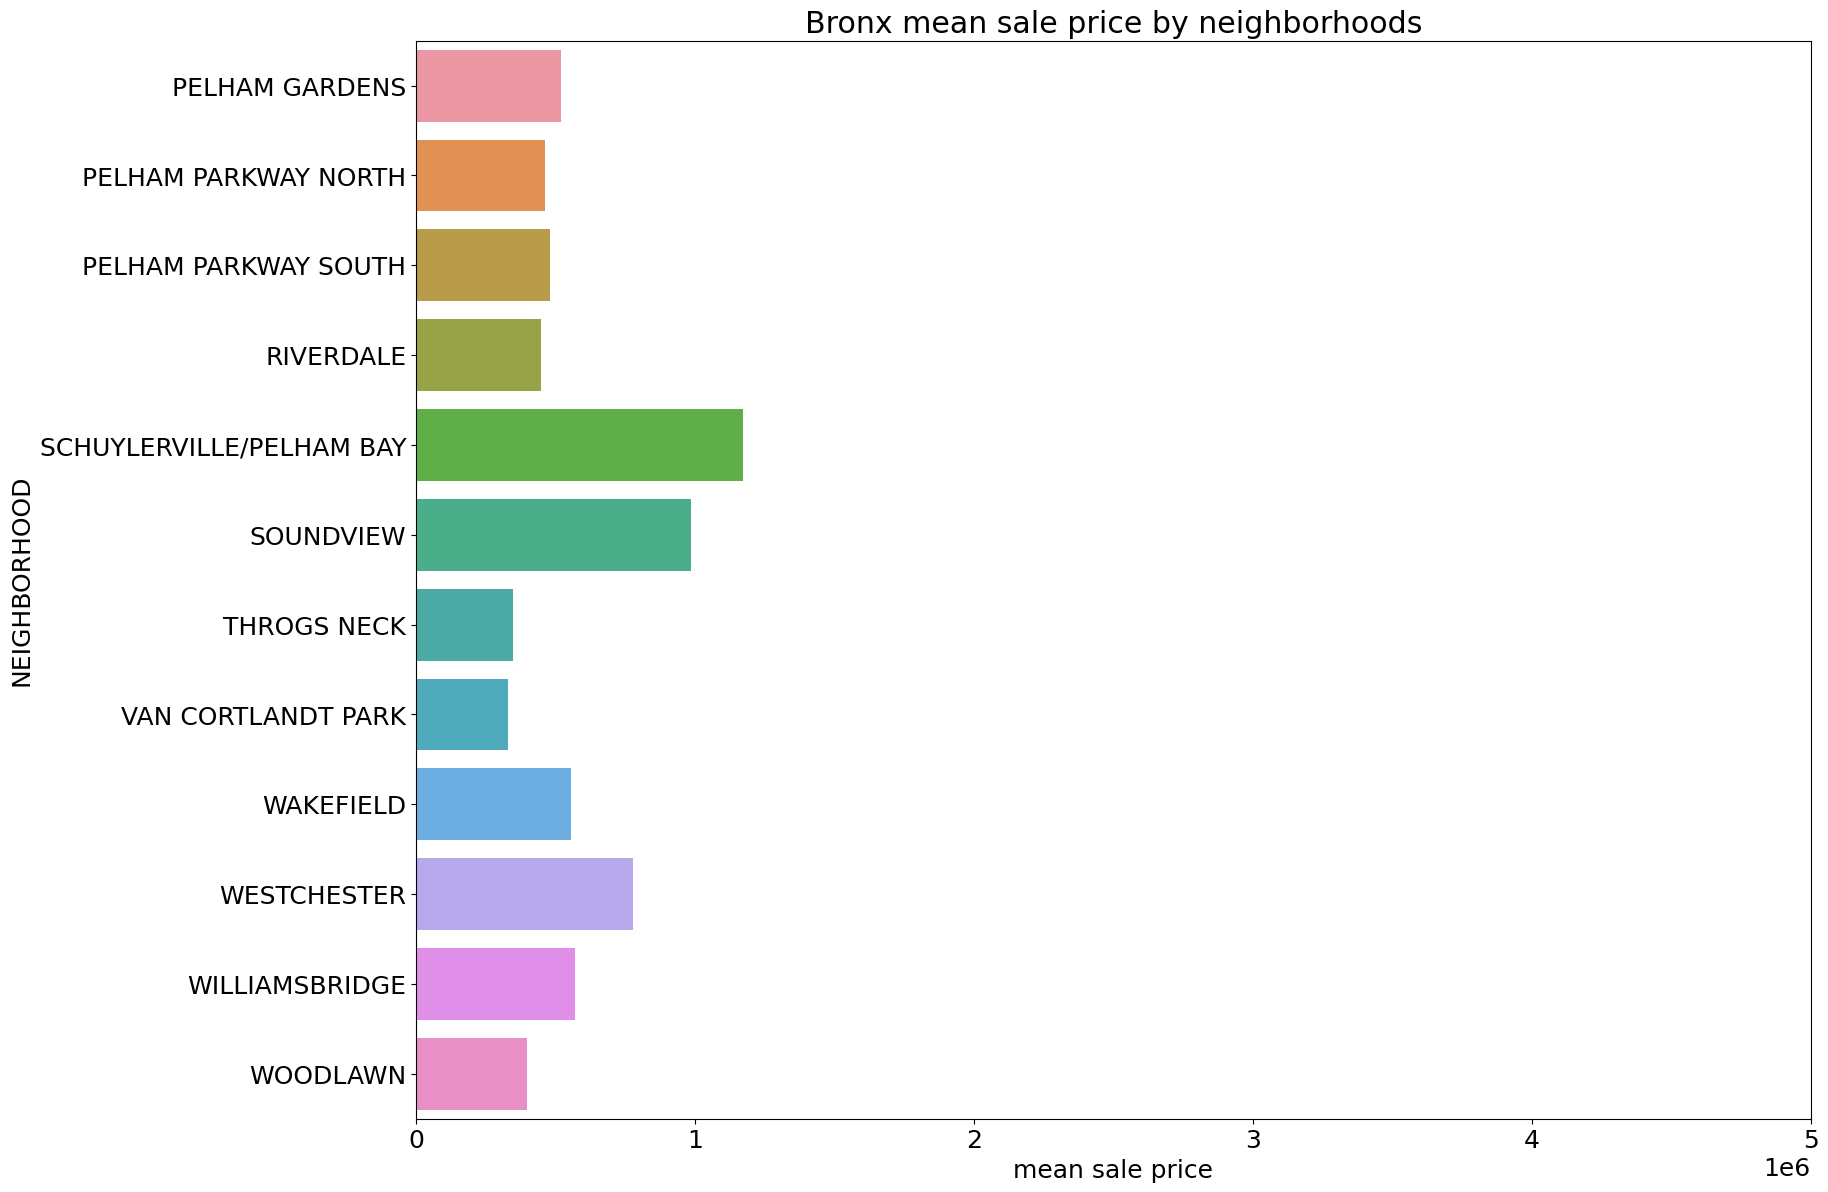 Bronx mean sale price by neighborhoods
NEIGHBORHOOD
PELHAM GARDENS
PELHAM PARKWAY NORTH
PELHAM PARKWAY SOUTH
RIVERDALE
SCHUYLERVILLE/PELHAM BAY
SOUNDVIEW
THROGS NECK
VAN CORTLANDT PARK
WAKEFIELD
WESTCHESTER
WILLIAMSBRIDGE
WOODLAWN
0 1 2 3 4 5
1e6
mean sale price